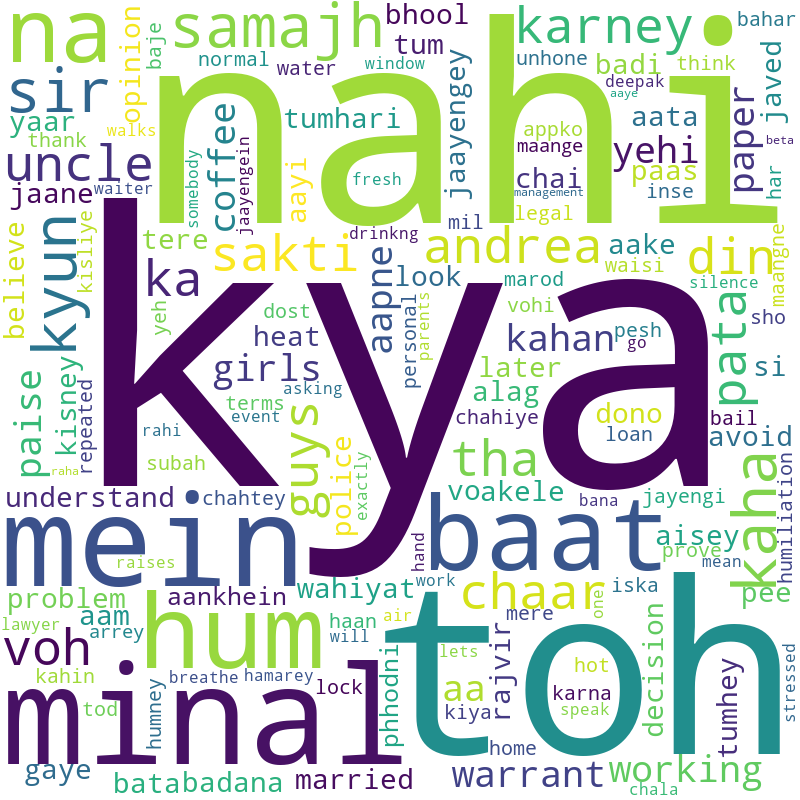 na
samajh
bhool
karney
bahar
baje
opinion
normal
water
tum
window
unhone
badi
think
sir
nahi
deepak
aaye
javed
yaar
thank
walks
coffee
tumhari
jaayengey
appko
maange
yehi
aata
paper
beta
uncle
waiter
somebody
jaayengein
aayi
fresh
chai
management
paas
inse
har
jaane
kisliye
kyun
tere
drinkng
mil
legal
believe
sakti
andrea
aake
din
maangne
ka
yeh
dost
aapne
look
marod
waisi
silence
heat
personal
parents
vohi
kahan
pesh
go
sho
kya
paise
kisney
repeated
girls
asking
later
alag
pata
si
terms
event
guys
chahiye
dono
loan
bail
rahi
raha
subah
police
exactly
tha
avoid
understand
chahtey
voakele
bana
jayengi
kaha
humiliation
mein
raises
hand
baat
aisey
prove
mean
problem
aam
aankhein
wahiyat
work
chaar
iska
pee
lawyer
arrey
hum
haan
air
will
mere
one
voh
toh
kahin
breathe
hamarey
lets
rajvir
hot
decision
stressed
minal
lock
phhodni
aa
kiya
karna
speak
tumhey
tod
humney
home
gaye
bata
badana
married
warrant
working
chala